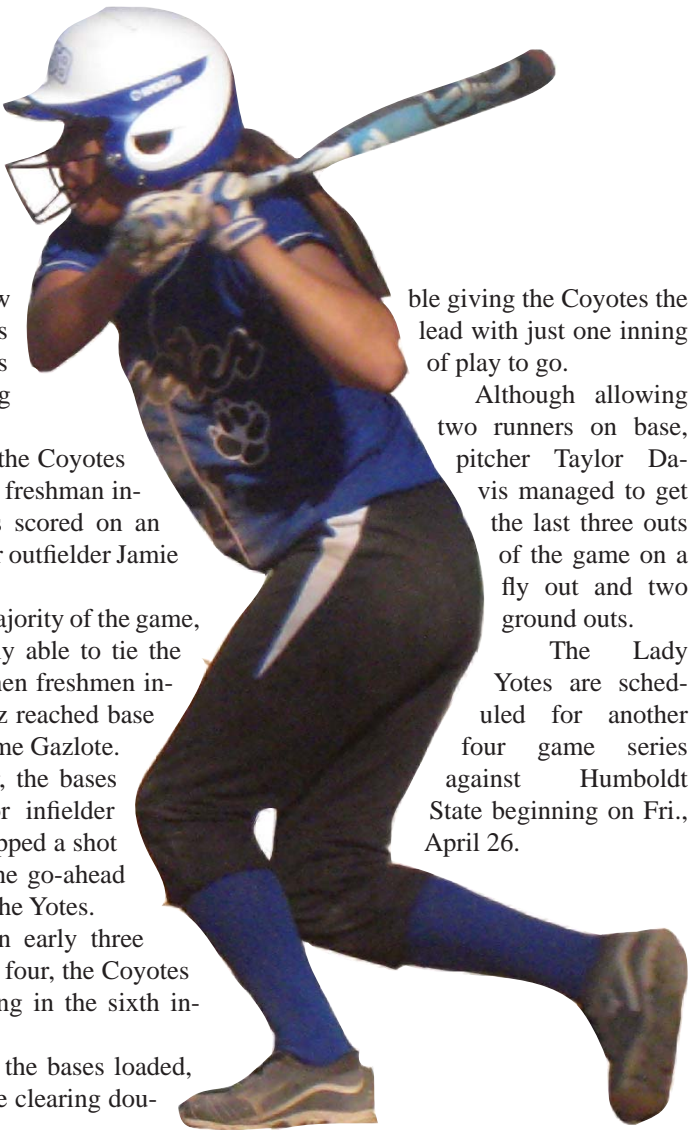 WORTH
w
s
s
g
the Coyotes
freshman in-
s scored on an
r outfielder Jamie
ajority of the game,
y able to tie the
hen freshmen in-
z reached base
me Gazlote.
, the bases
or infielder
pped a shot
he go-ahead
he Yotes.
n early three
four, the Coyotes
ng in the sixth in-
the bases loaded,
e clearing dou-
ble giving the Coyotes the
lead with just one inning
of play to go.
Although allowing
two runners on base,
pitcher Taylor Da-
vis managed to get
the last three outs
of the game on a
fly out and two
ground outs.
The Lady
Yotes are sched-
uled for another
four game series
against Humboldt
State beginning on Fri.,
April 26.